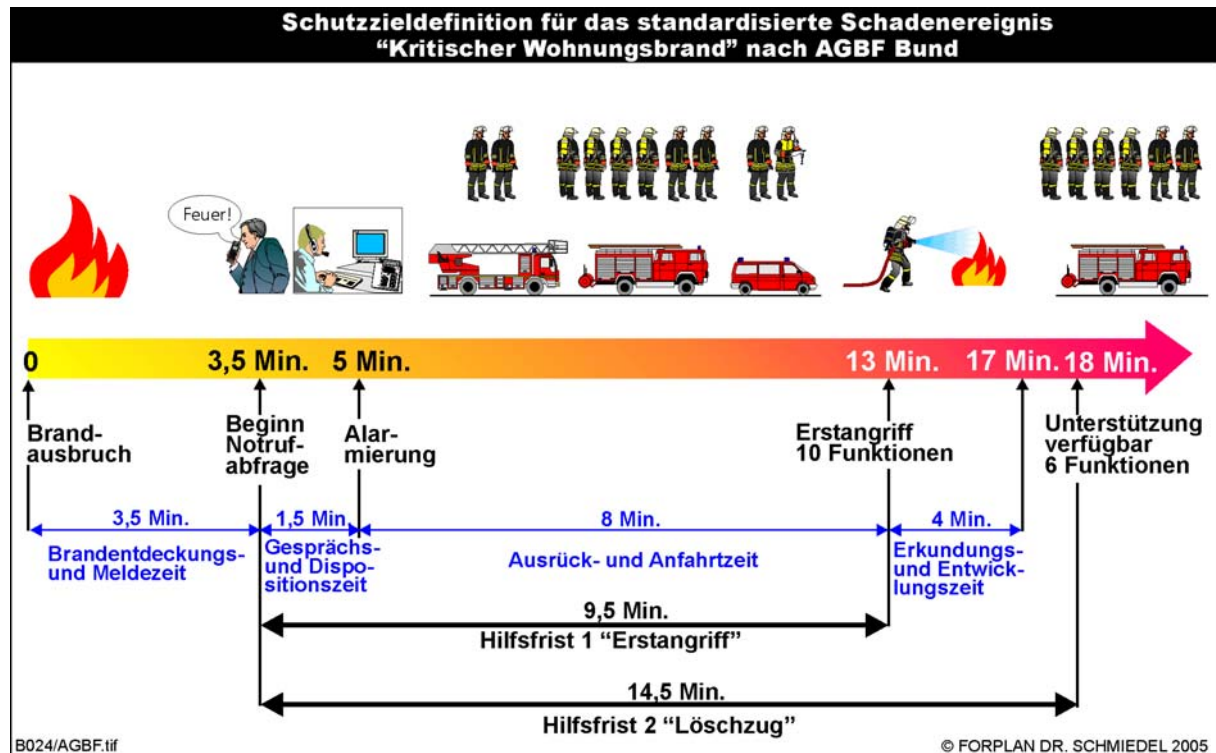 Schutzzieldefinition für das standardisierte Schadenereignis
“Kritischer Wohnungsbrand” nach AGBF Bund
Feuer!
0
3,5 Min.
5 Min.
13 Min.
17 Min.
18 Min.
Brand-
ausbruch
Beginn
Notruf-
abfrage
Alar-
mierung
Erstangriff
10 Funktionen
Unterstützung
verfügbar
6 Funktionen
3,5 Min.
Brandentdeckungs-
und Meldezeit
1,5 Min.
Gesprächs-
und Dispo-
sitionszeit
8 Min.
Ausrück- und Anfahrtzeit
4 Min.
Erkundungs-
und Entwick-
lungszeit
9,5 Min.
Hilfsfrist 1 “Erstangriff”
14,5 Min.
Hilfsfrist 2 “Löschzug”
B024/AGBF.tif
© FORPLAN DR. SCHMIEDEL 2005